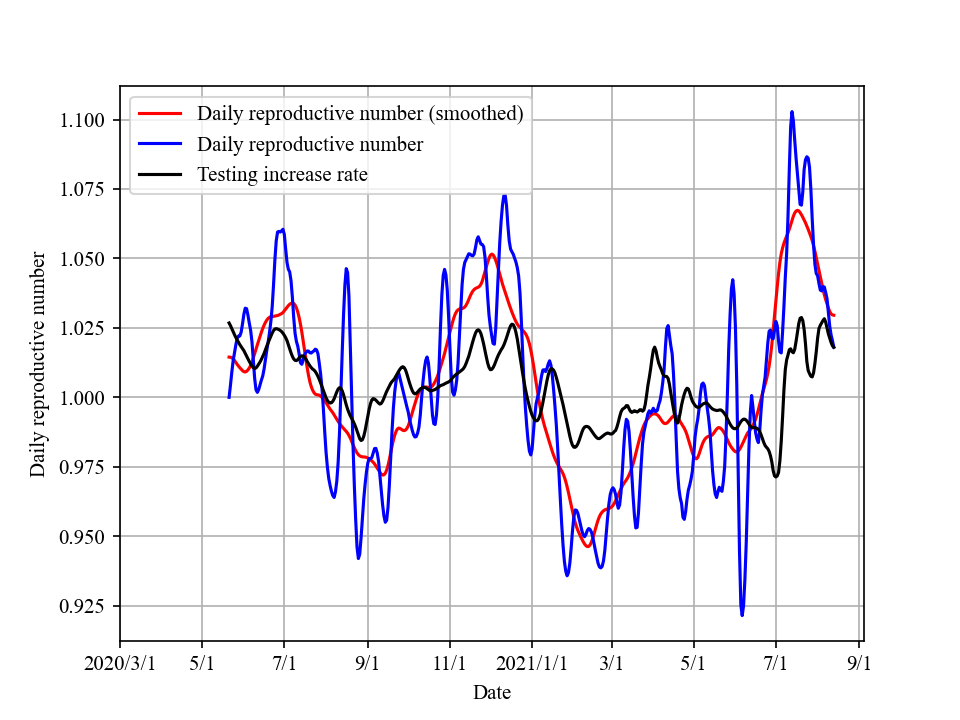 Daily reproductive number (smoothed)
Daily reproductive number
Testing increase rate
Daily reproductive number
1.100
1.075
1.050
1.025
1.000
0.975
0.950
0.925
2020/3/1 5/1 7/1 9/1 11/1 2021/1/1 3/1 5/1 7/1 9/1
Date